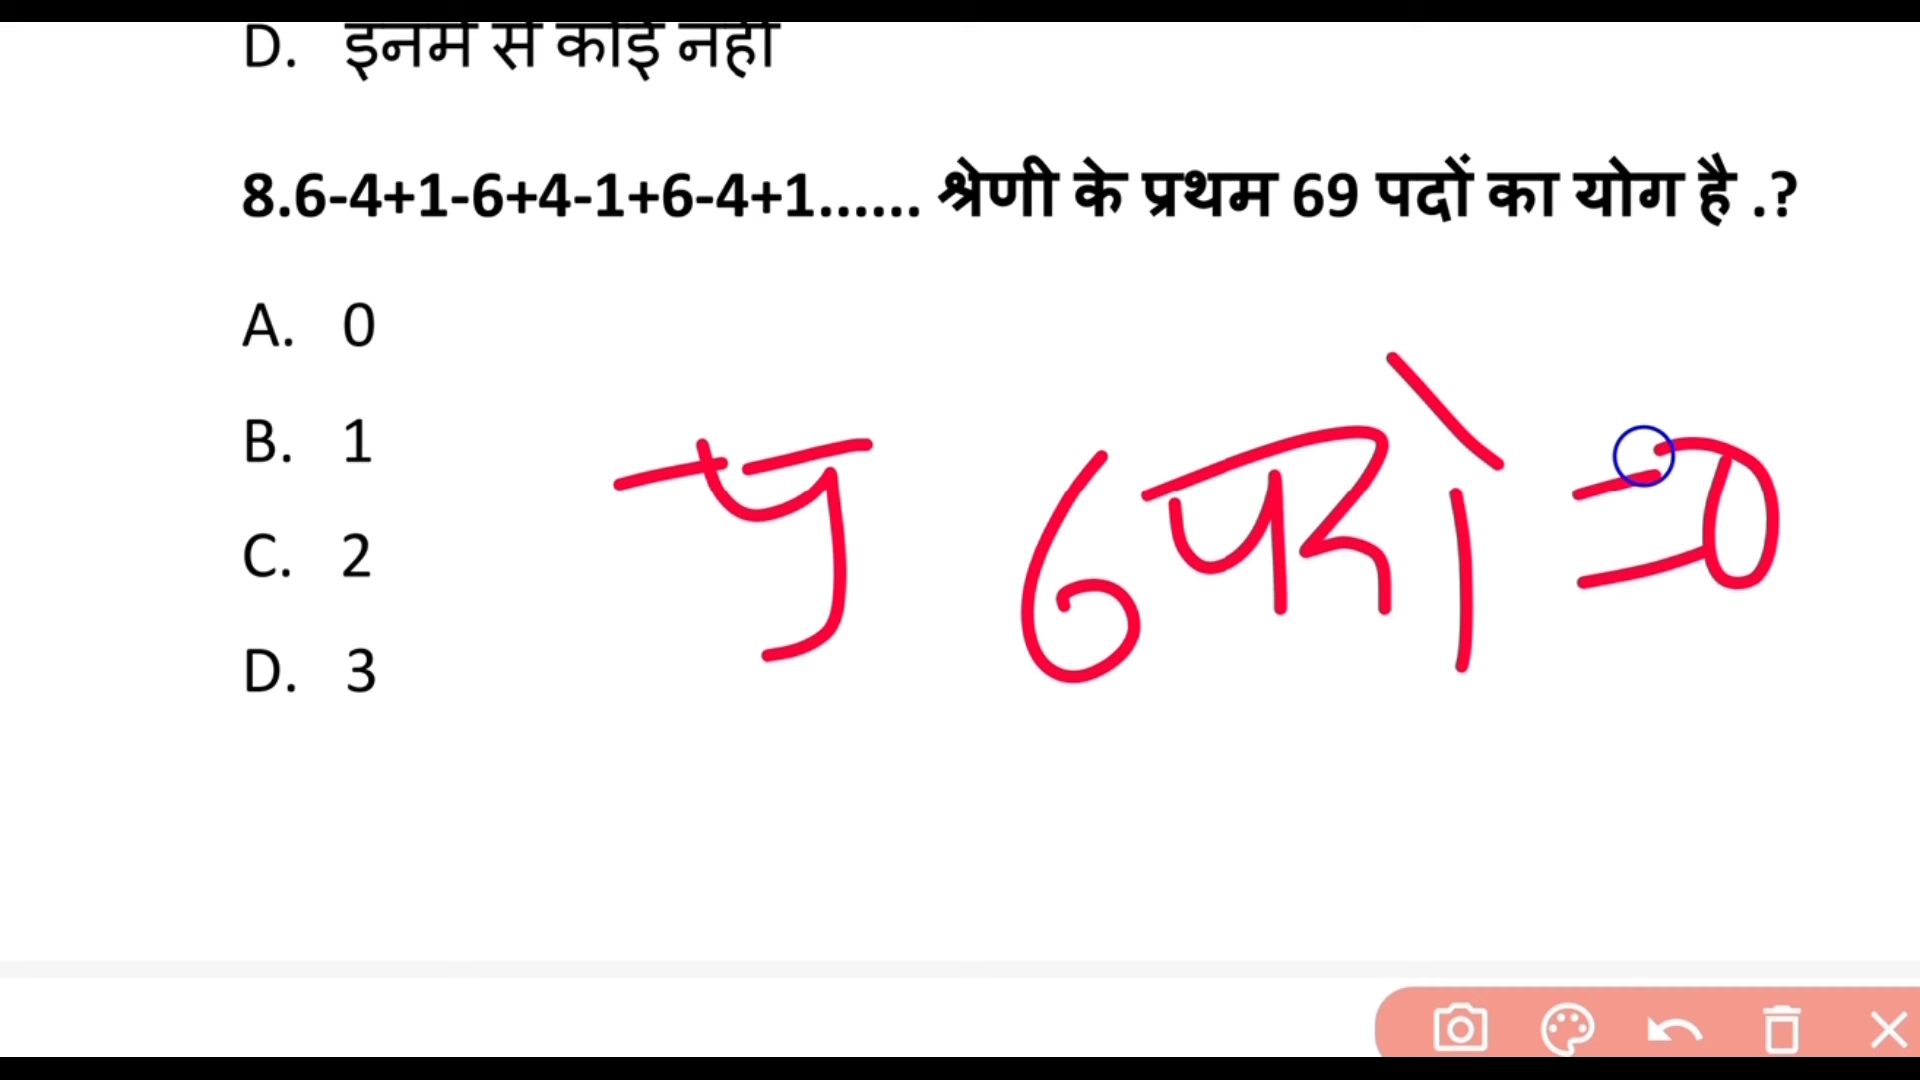 D. इनमें से कोई नहीं
8.6-4+1-6+4-1+6-4+1...... श्रेणी के प्रथम 69 पदों का योग है .?
A. 0
B. 1
C. 2
D. 3
6 पदो = 0